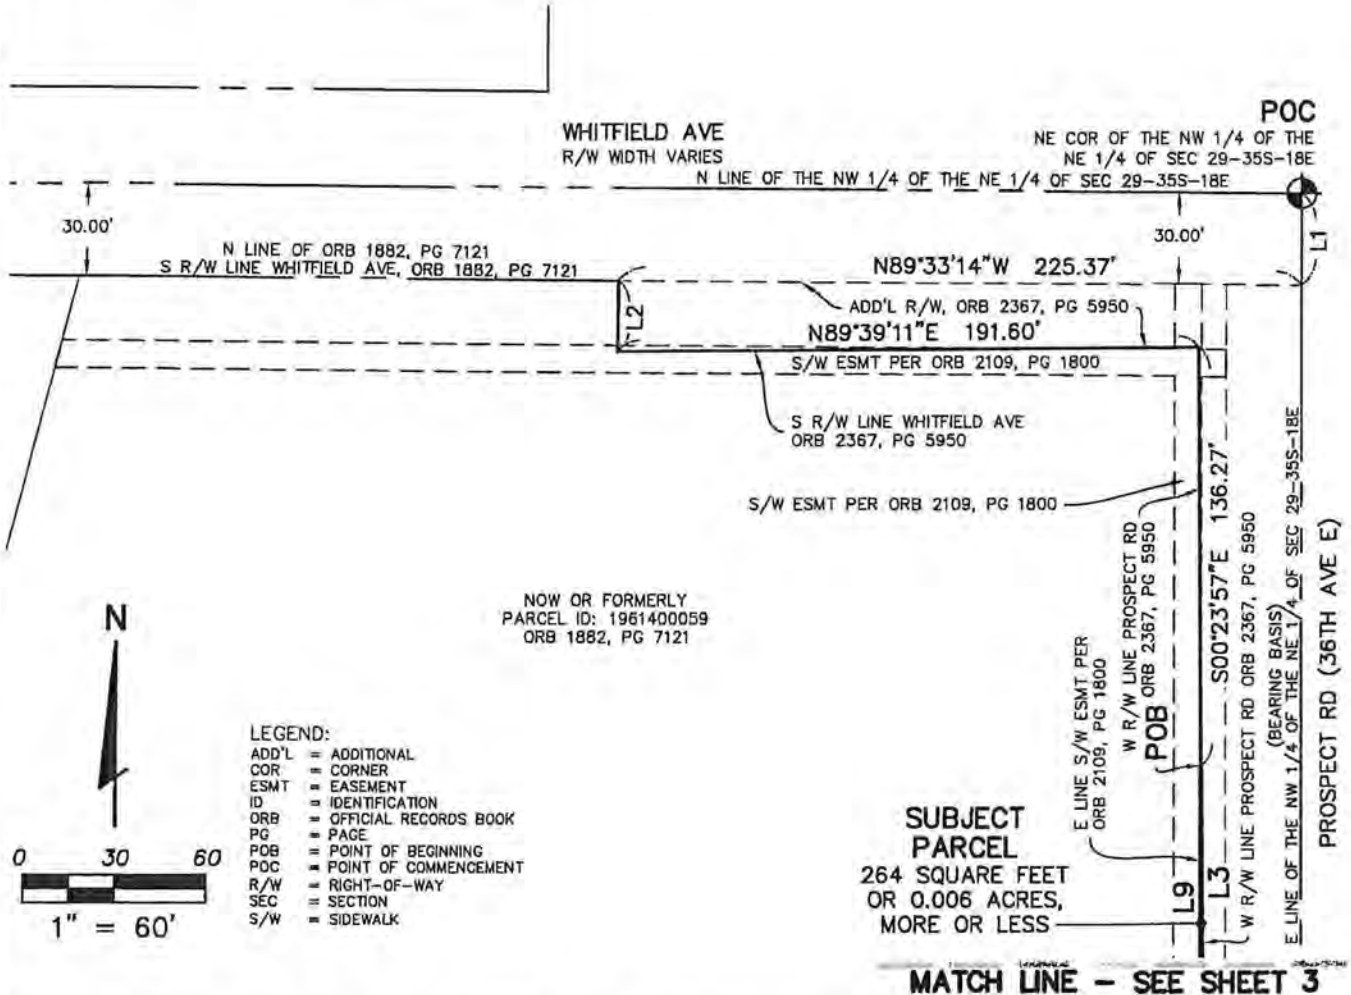 POC
WHITFIELD AVE
R/W WIDTH VARIES
NE COR OF THE NW 1/4 OF THE
NE 1/4 OF SEC 29-35S-18E
N LINE OF THE NW 1/4 OF THE NE 1/4 OF SEC 29-35S-18E
30.00'
30.00'
L1
N LINE OF ORB 1882, PG 7121
S R/W LINE WHITFIELD AVE, ORB 1882, PG 7121
N89°33'14"W 225.37'
ADD'L R/W, ORB 2367, PG 5950
L2
N89°39'11"E 191.60'
S/W ESMT PER ORB 2109, PG 1800
S R/W LINE WHITFIELD AVE
ORB 2367, PG 5950
S/W ESMT PER ORB 2109, PG 1800
NOW OR FORMERLY
PARCEL ID: 1961400059
ORB 1882, PG 7121
E LINE S/W ESMT PER
ORB 2109, PG 1800
W R/W LINE PROSPECT RD
POB ORB 2367, PG 5950
S00°23'57"E 136.27'
W R/W LINE PROSPECT RD ORB 2367, PG 5950
(BEARING BASIS)
E LINE OF THE NW 1/4 OF THE NE 1/4 OF SEC 29-35S-18E
PROSPECT RD (36TH AVE E)
N
0 30 60
1" = 60'
LEGEND:
ADD'L = ADDITIONAL
COR = CORNER
ESMT = EASEMENT
ID = IDENTIFICATION
ORB = OFFICIAL RECORDS BOOK
PG = PAGE
POB = POINT OF BEGINNING
POC = POINT OF COMMENCEMENT
R/W = RIGHT-OF-WAY
SEC = SECTION
S/W = SIDEWALK
SUBJECT
PARCEL
264 SQUARE FEET
OR 0.006 ACRES,
MORE OR LESS
L9
L3
MATCH LINE - SEE SHEET 3